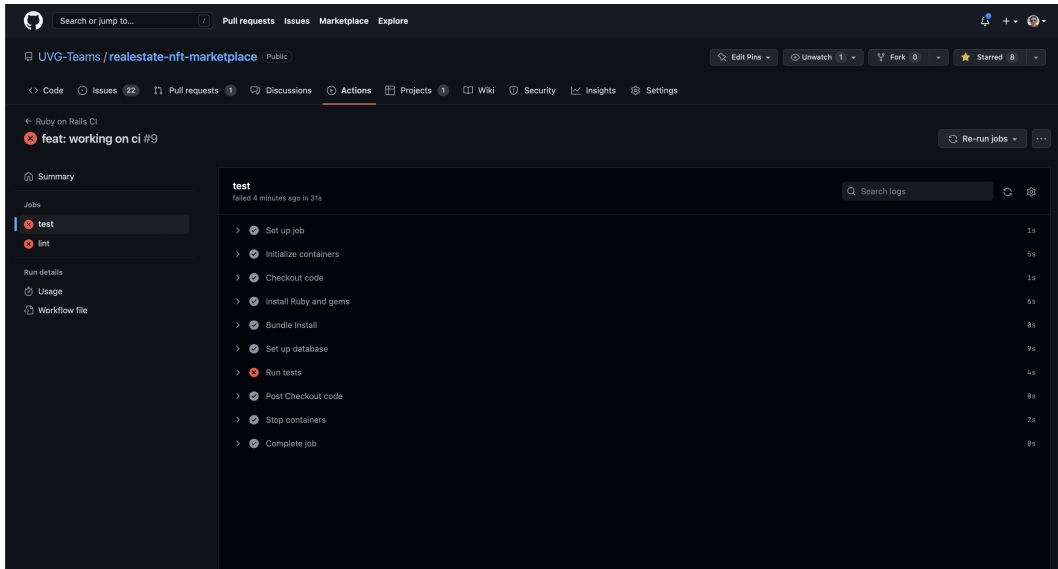 Search or jump to... / Pull requests Issues Marketplace Explore
UVG-Teams / realestate-nft-marketplace Public Edit Pins Unwatch 1 Fork 0 Starred 8
Code Issues 22 Pull requests 1 Discussions Actions Projects 1 Wiki Security Insights Settings
← Ruby on Rails CI
feat: working on ci #9 Re-run jobs ...
Summary
Jobs
test
lint
Run details
Usage
Workflow file
test
failed 4 minutes ago in 31s
Search logs
Set up job 1s
Initialize containers 5s
Checkout code 1s
Install Ruby and gems 6s
Bundle Install 0s
Set up database 9s
Run tests 4s
Post Checkout code 0s
Stop containers 2s
Complete job 0s